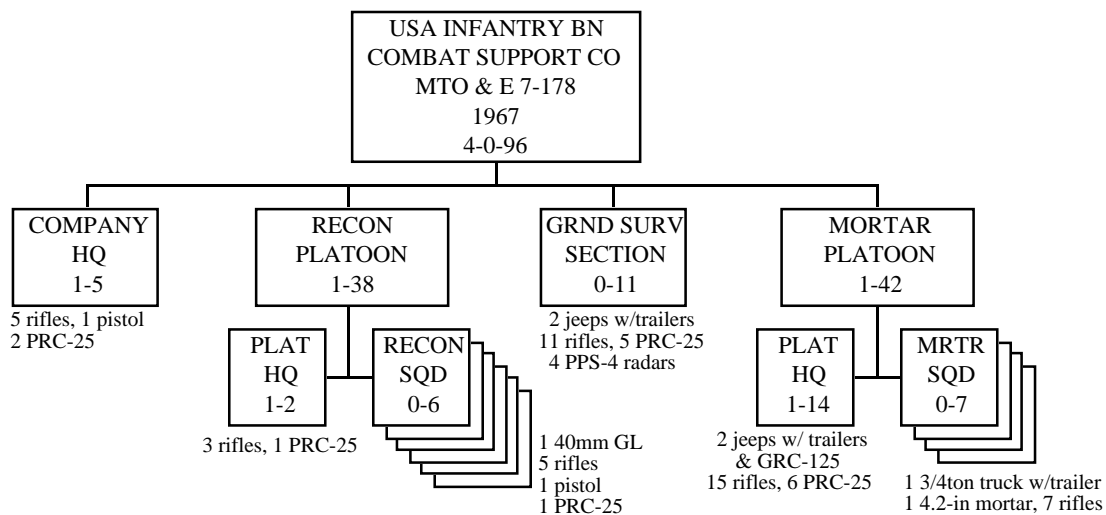 USA INFANTRY BN
COMBAT SUPPORT CO
MTO & E 7-178
1967
4-0-96
COMPANY
HQ
1-5
5 rifles, 1 pistol
2 PRC-25
RECON
PLATOON
1-38
GRND SURV
SECTION
0-11
2 jeeps w/trailers
11 rifles, 5 PRC-25
4 PPS-4 radars
MORTAR
PLATOON
1-42
PLAT
HQ
1-2
3 rifles, 1 PRC-25
RECON
SQD
0-6
1 40mm GL
5 rifles
1 pistol
1 PRC-25
PLAT
HQ
1-14
2 jeeps w/ trailers
& GRC-125
15 rifles, 6 PRC-25
MRTR
SQD
0-7
1 3/4ton truck w/trailer
1 4.2-in mortar, 7 rifles